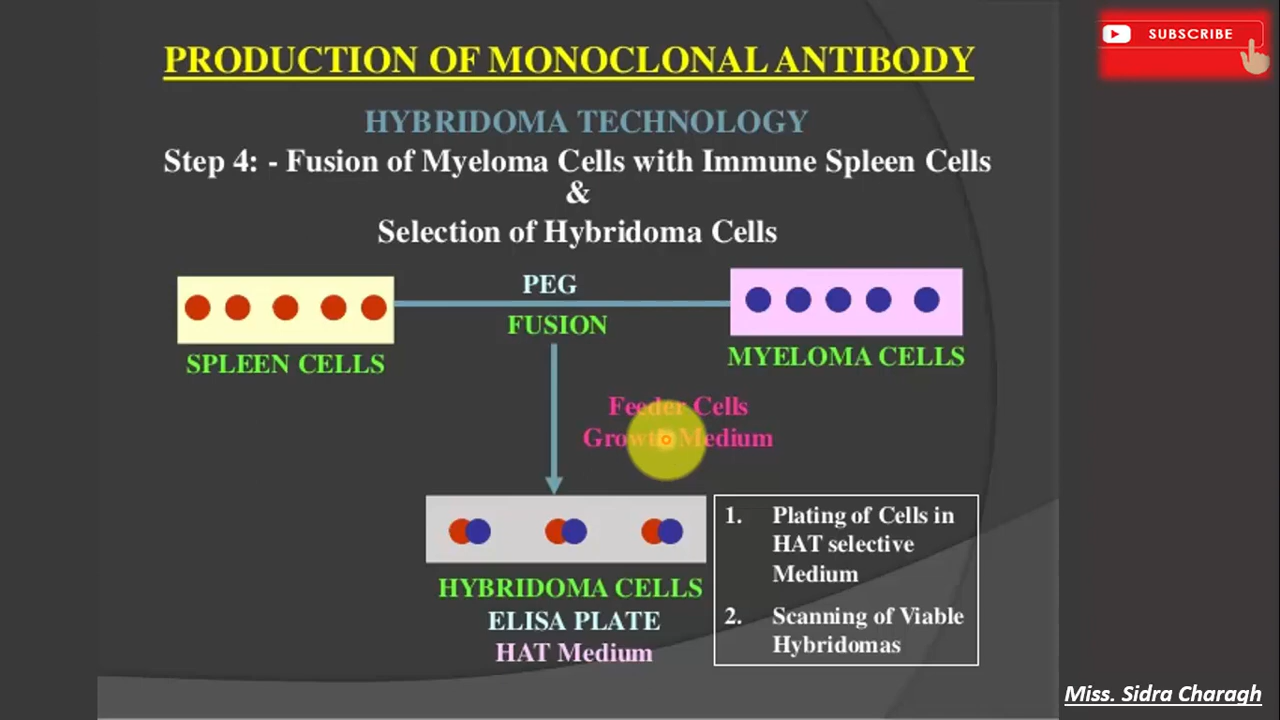 PRODUCTION OF MONOCLONAL ANTIBODY
SUBSCRIBE
HYBRIDOMA TECHNOLOGY
Step 4: - Fusion of Myeloma Cells with Immune Spleen Cells
&
Selection of Hybridoma Cells
PEG
FUSION
SPLEEN CELLS
MYELOMA CELLS
Feeder Cells
Growth Medium
HYBRIDOMA CELLS
ELISA PLATE
HAT Medium
1. Plating of Cells in
HAT selective
Medium
2. Scanning of Viable
Hybridomas
Miss. Sidra Charagh